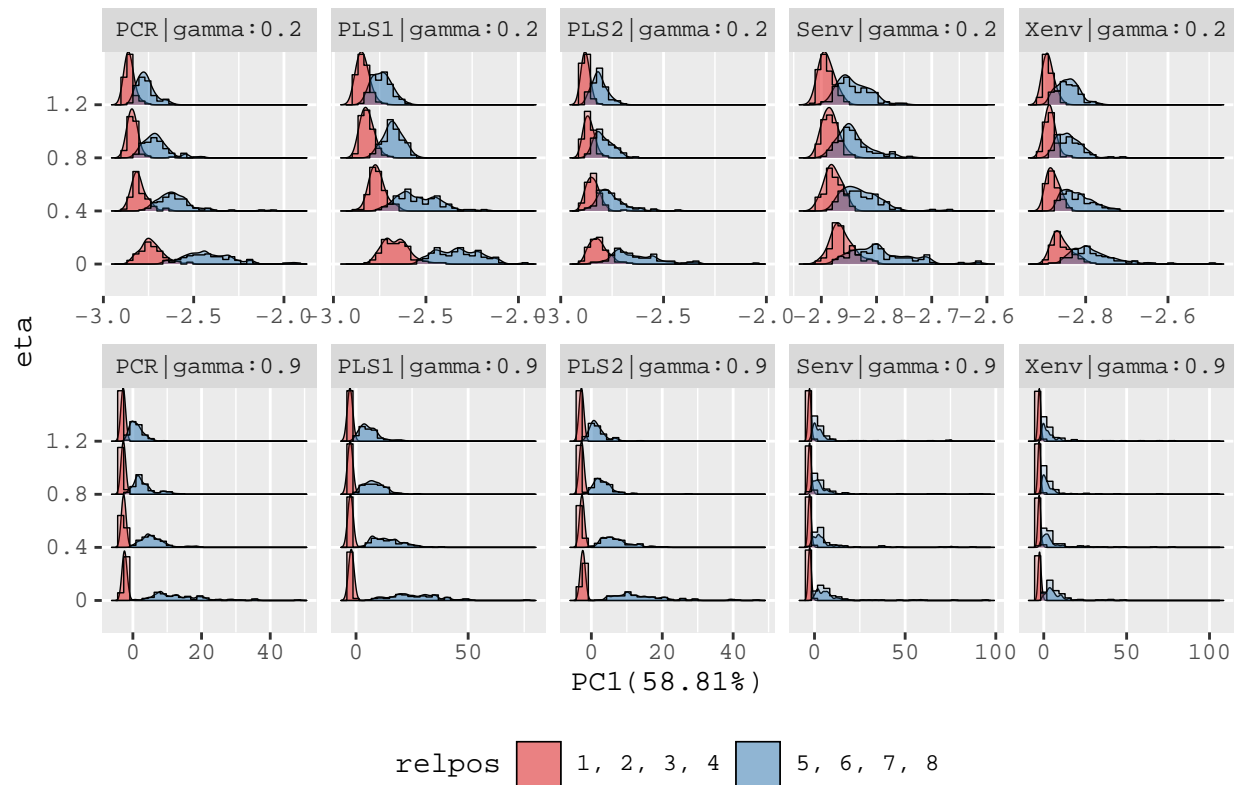 PCR|gamma:0.2 PLS1|gamma:0.2 PLS2|gamma:0.2 Senv|gamma:0.2 Xenv|gamma:0.2
1.2
0.8
0.4
0
-3.0 -2.5 -2.0 -3.0 -2.5 -2.0 -3.0 -2.5 -2.0 -2.9 -2.8 -2.7 -2.6 -2.8 -2.6
eta
PCR|gamma:0.9 PLS1|gamma:0.9 PLS2|gamma:0.9 Senv|gamma:0.9 Xenv|gamma:0.9
1.2
0.8
0.4
0
0 20 40 0 50 0 20 40 0 50 100 0 50 100
PC1(58.81%)
relpos 1, 2, 3, 4 5, 6, 7, 8